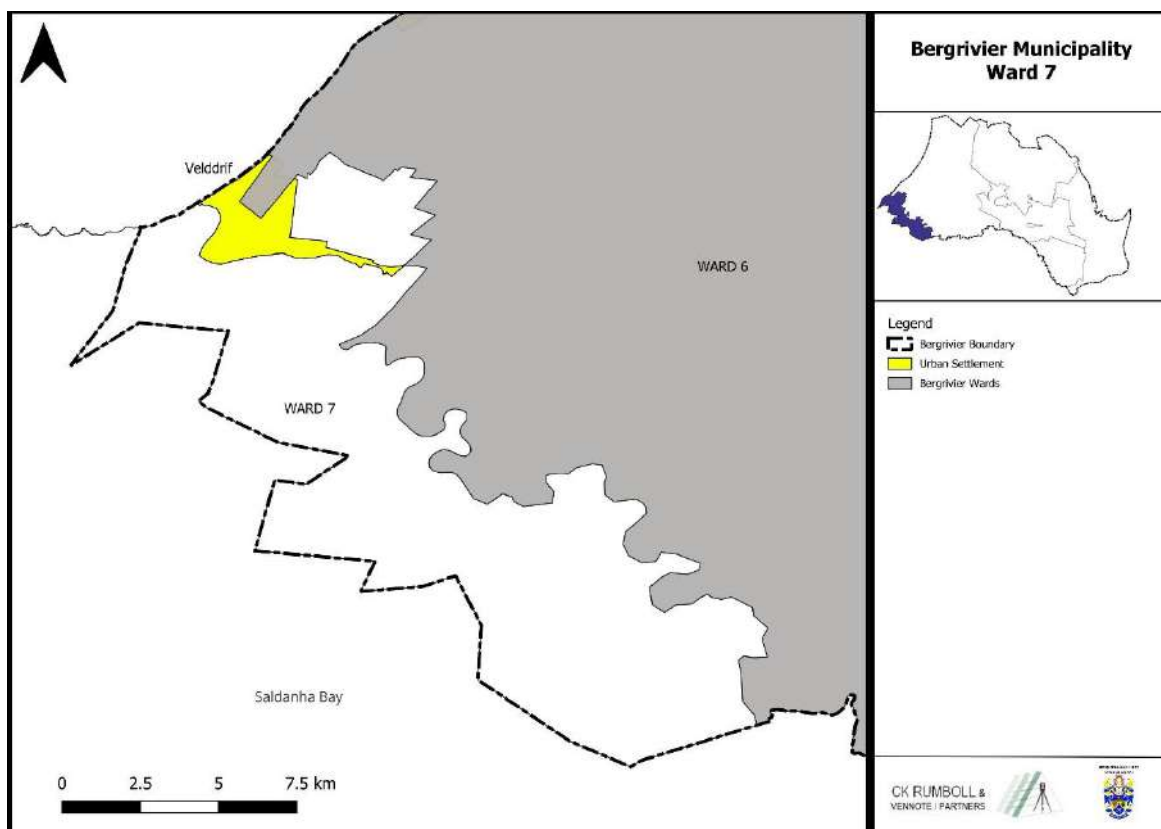 Bergrivier Municipality
Ward 7
Velddrif
WARD 6
WARD 7
Saldanha Bay
0 2.5 5 7.5 km
Legend
Bergrivier Boundary
Urban Settlement
Bergrivier Wards
CK RUMBOLL &
VENNOTE / PARTNERS